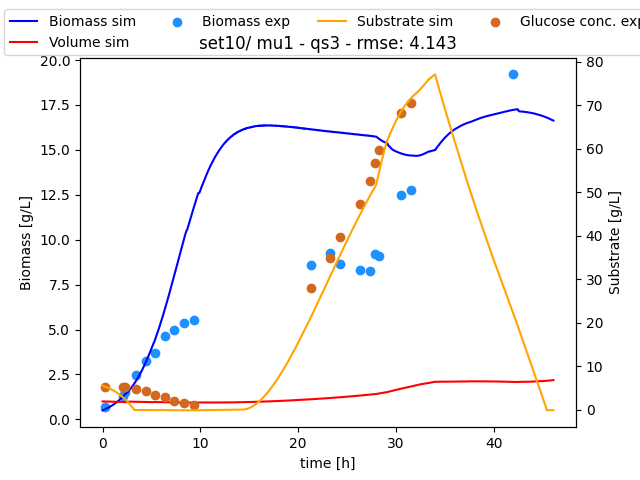 Biomass sim Biomass exp Substrate sim Glucose conc. exp
Volume sim
set10/ mu1 - qs3 - rmse: 4.143
20.0
17.5
15.0
12.5
10.0
7.5
5.0
2.5
0.0
Biomass [g/L]
80
70
60
50
40
30
20
10
0
Substrate [g/L]
0 10 20 30 40
time [h]